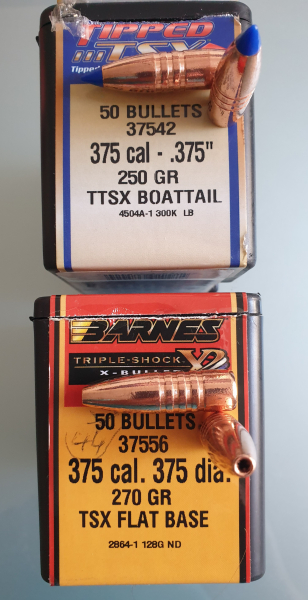 TIPPED
TSX
Tipped
50 BULLETS
37542
375 cal - .375"
250 GR
TTSX BOATTAIL
4504A-1 300K LB
BARNES
TRIPLE-SHOCK X
X-BULLET
50 BULLETS
(44)
37556
375 cal. 375 dia.
270 GR
TSX FLAT BASE
2864-1 128G ND